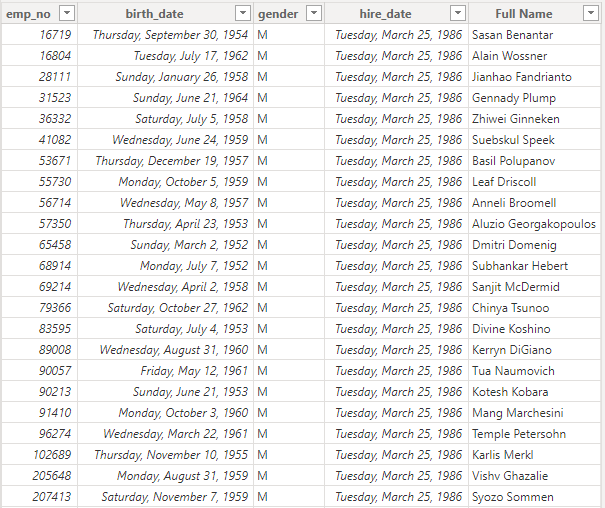 emp_no birth_date gender hire_date Full Name
16719 Thursday, September 30, 1954 M Tuesday, March 25, 1986 Sasan Benantar
16804 Tuesday, July 17, 1962 M Tuesday, March 25, 1986 Alain Wossner
28111 Sunday, January 26, 1958 M Tuesday, March 25, 1986 Jianhao Fandrianto
31523 Sunday, June 21, 1964 M Tuesday, March 25, 1986 Gennady Plump
36332 Saturday, July 5, 1958 M Tuesday, March 25, 1986 Zhiwei Ginneken
41082 Wednesday, June 24, 1959 M Tuesday, March 25, 1986 Suebskul Speek
53671 Thursday, December 19, 1957 M Tuesday, March 25, 1986 Basil Polupanov
55730 Monday, October 5, 1959 M Tuesday, March 25, 1986 Leaf Driscoll
56714 Wednesday, May 8, 1957 M Tuesday, March 25, 1986 Anneli Broomell
57350 Thursday, April 23, 1953 M Tuesday, March 25, 1986 Aluzio Georgakopoulos
65458 Sunday, March 2, 1952 M Tuesday, March 25, 1986 Dmitri Domenig
68914 Monday, July 7, 1952 M Tuesday, March 25, 1986 Subhankar Hebert
69214 Wednesday, April 2, 1958 M Tuesday, March 25, 1986 Sanjit McDermid
79366 Saturday, October 27, 1962 M Tuesday, March 25, 1986 Chinya Tsunoo
83595 Saturday, July 4, 1953 M Tuesday, March 25, 1986 Divine Koshino
89008 Wednesday, August 31, 1960 M Tuesday, March 25, 1986 Kerryn DiGiano
90057 Friday, May 12, 1961 M Tuesday, March 25, 1986 Tua Naumovich
90213 Sunday, June 21, 1953 M Tuesday, March 25, 1986 Kotesh Kobara
91410 Monday, October 3, 1960 M Tuesday, March 25, 1986 Mang Marchesini
96274 Wednesday, March 22, 1961 M Tuesday, March 25, 1986 Temple Petersohn
102689 Thursday, November 10, 1955 M Tuesday, March 25, 1986 Karlis Merkl
205648 Monday, August 31, 1959 M Tuesday, March 25, 1986 Vishv Ghazalie
207413 Saturday, November 7, 1959 M Tuesday, March 25, 1986 Syozo Sommen